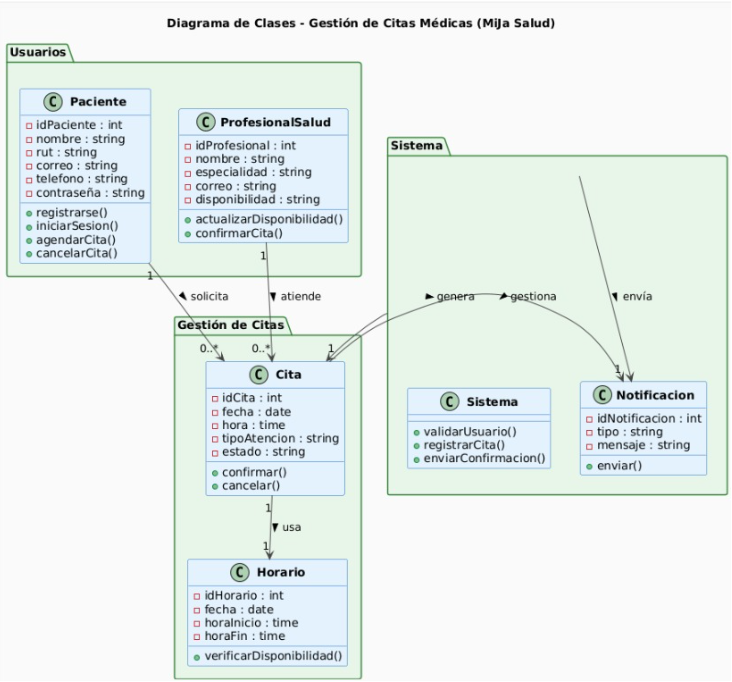 Diagrama de Clases - Gestión de Citas Médicas (MiJa Salud)
Usuarios
C Paciente
idPaciente : int
nombre : string
rut : string
correo : string
telefono : string
contraseña : string
registrarse()
iniciarSesion()
agendarCita()
cancelarCita()
C ProfesionalSalud
idProfesional : int
nombre : string
especialidad : string
correo : string
disponibilidad : string
actualizarDisponibilidad()
confirmarCita()
Sistema
1
1
solicita
atiende
genera
gestiona
envía
Gestión de Citas
0..*
0..*
1
1
C Cita
idCita : int
fecha : date
hora : time
tipoAtencion : string
estado : string
confirmar()
cancelar()
C Sistema
validarUsuario()
registrarCita()
enviarConfirmacion()
C Notificacion
idNotificacion : int
tipo : string
mensaje : string
enviar()
1
usa
1
C Horario
idHorario : int
fecha : date
horaInicio : time
horaFin : time
verificarDisponibilidad()